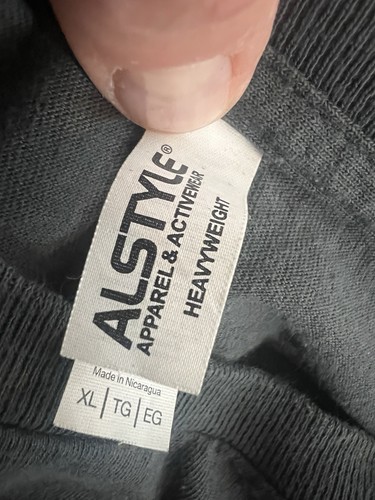 ALSTYLE®
APPAREL & ACTIVEWEAR
HEAVYWEIGHT
Made in Nicaragua
XL | TG | EG